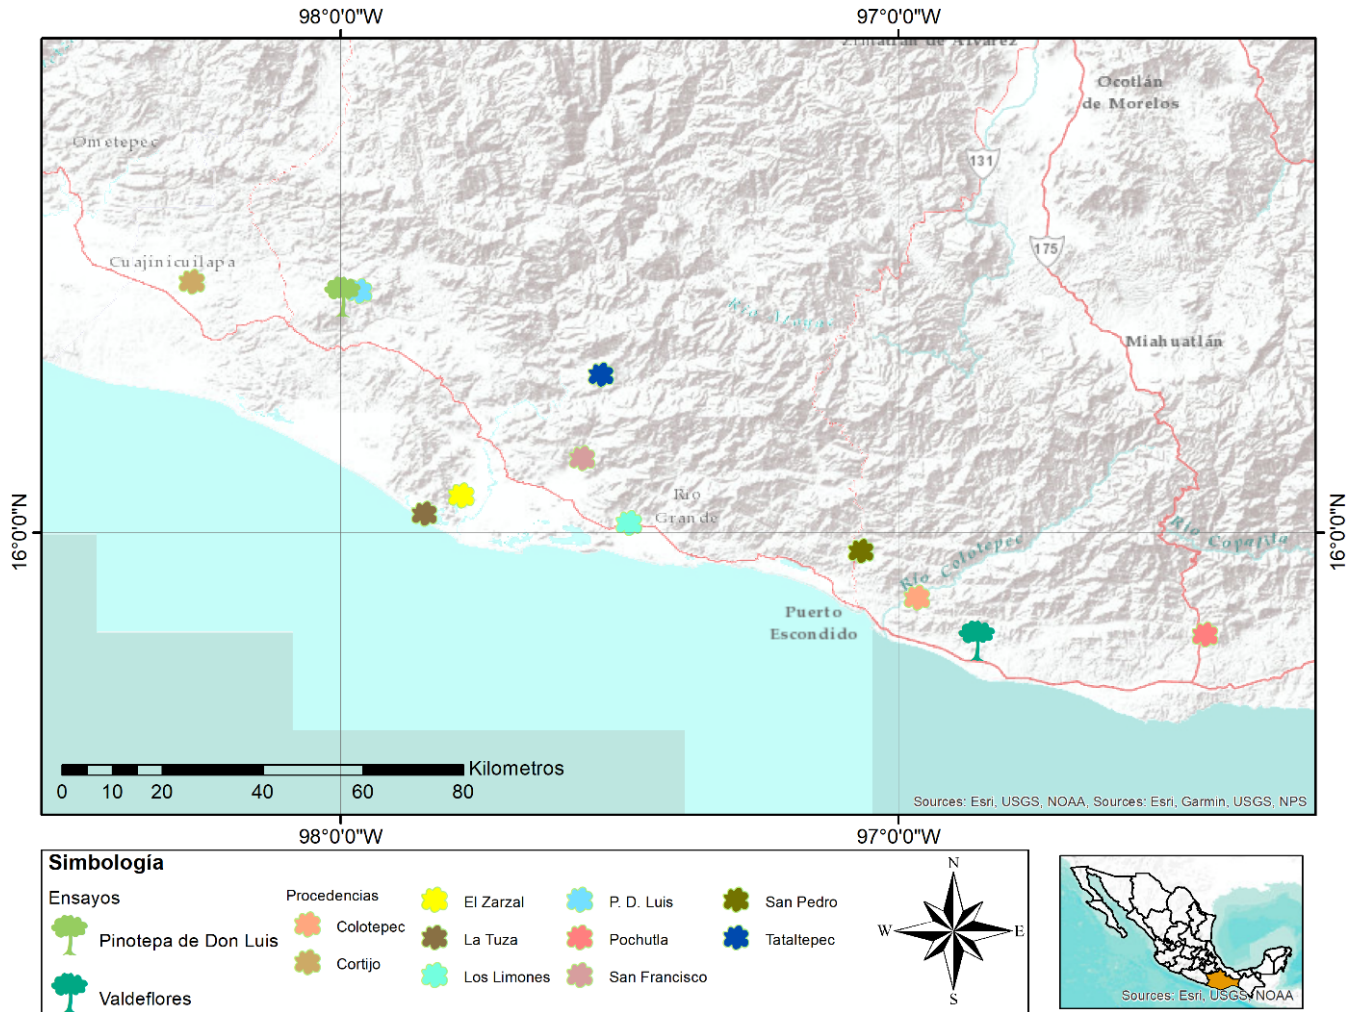 98°0'0"W
97°0'0"W
Zimatlán de Álvarez
Ocotlán
de Morelos
Ometepec
131
175
Cuajinicuilapa
Miahuatlán
Río
Grande
16°0'0"N
16°0'0"N
Río Colotepec
Río Copalita
Puerto
Escondido
Kilometros
0 10 20 40 60 80
Sources: Esri, USGS, NOAA, Sources: Esri, Garmin, USGS, NPS
98°0'0"W
97°0'0"W
Simbología
Ensayos
Pinotepa de Don Luis
Valdeflores
Procedencias
Colotepec
Cortijo
El Zarzal
La Tuza
Los Limones
P. D. Luis
Pochutla
San Francisco
San Pedro
Tataltepec
N
W
E
S
Sources: Esri, USGS, NOAA